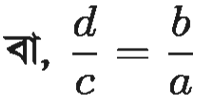 বা, d/c = b/a